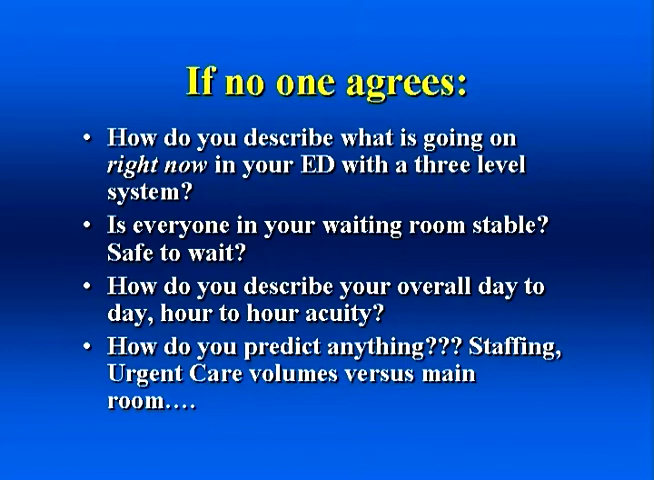 If no one agrees:
• How do you describe what is going on
right now in your ED with a three level
system?
• Is everyone in your waiting room stable?
Safe to wait?
• How do you describe your overall day to
day, hour to hour acuity?
• How do you predict anything??? Staffing,
Urgent Care volumes versus main
room….